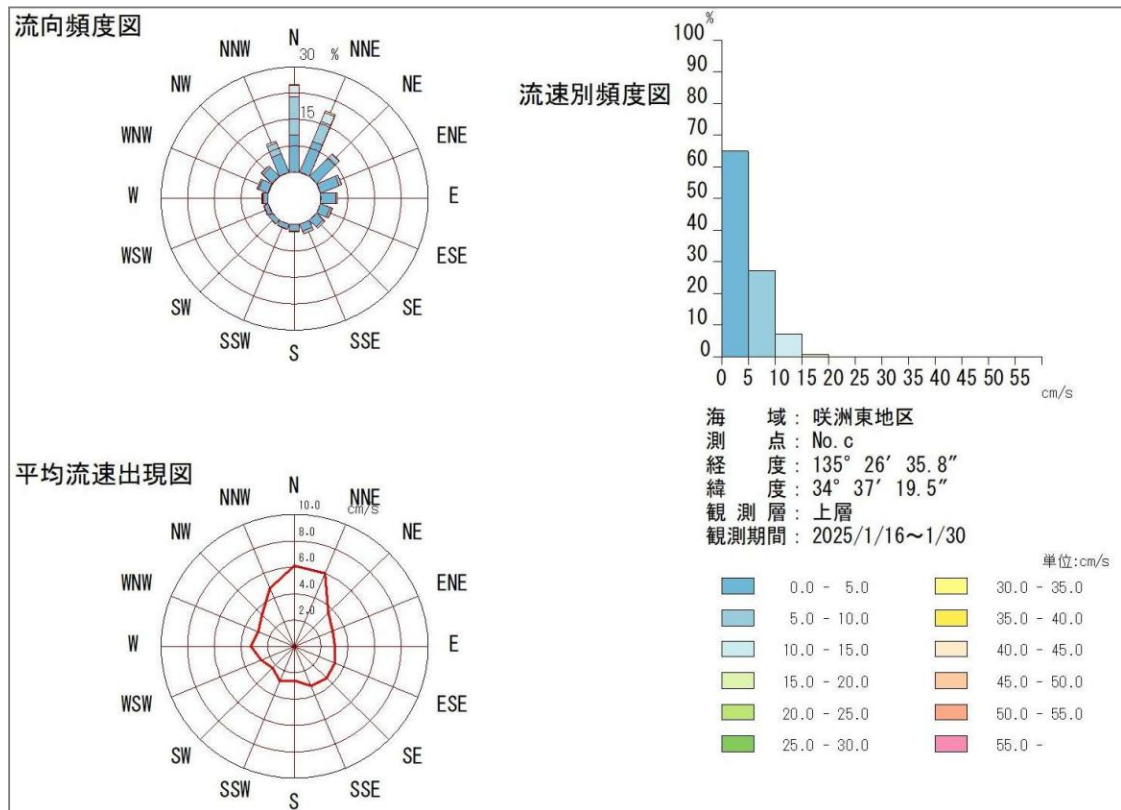 流向頻度図
N
30 %
NNE
NE
ENE
E
ESE
SE
SSE
S
SSW
SW
WSW
W
WNW
NW
NNW
15
流速別頻度図
%
100
90
80
70
60
50
40
30
20
10
0
0 5 10 15 20 25 30 35 40 45 50 55
cm/s
海 域 : 咲洲東地区
測 点 : No.c
経 度 : 135° 26′ 35.8″
緯 度 : 34° 37′ 19.5″
観 測 層 : 上層
観測期間 : 2025/1/16～1/30
平均流速出現図
N
10.0
cm/s
8.0
6.0
4.0
2.0
NNE
NE
ENE
E
ESE
SE
SSE
S
SSW
SW
WSW
W
WNW
NW
NNW
単位:cm/s
0.0 - 5.0
5.0 - 10.0
10.0 - 15.0
15.0 - 20.0
20.0 - 25.0
25.0 - 30.0
30.0 - 35.0
35.0 - 40.0
40.0 - 45.0
45.0 - 50.0
50.0 - 55.0
55.0 -